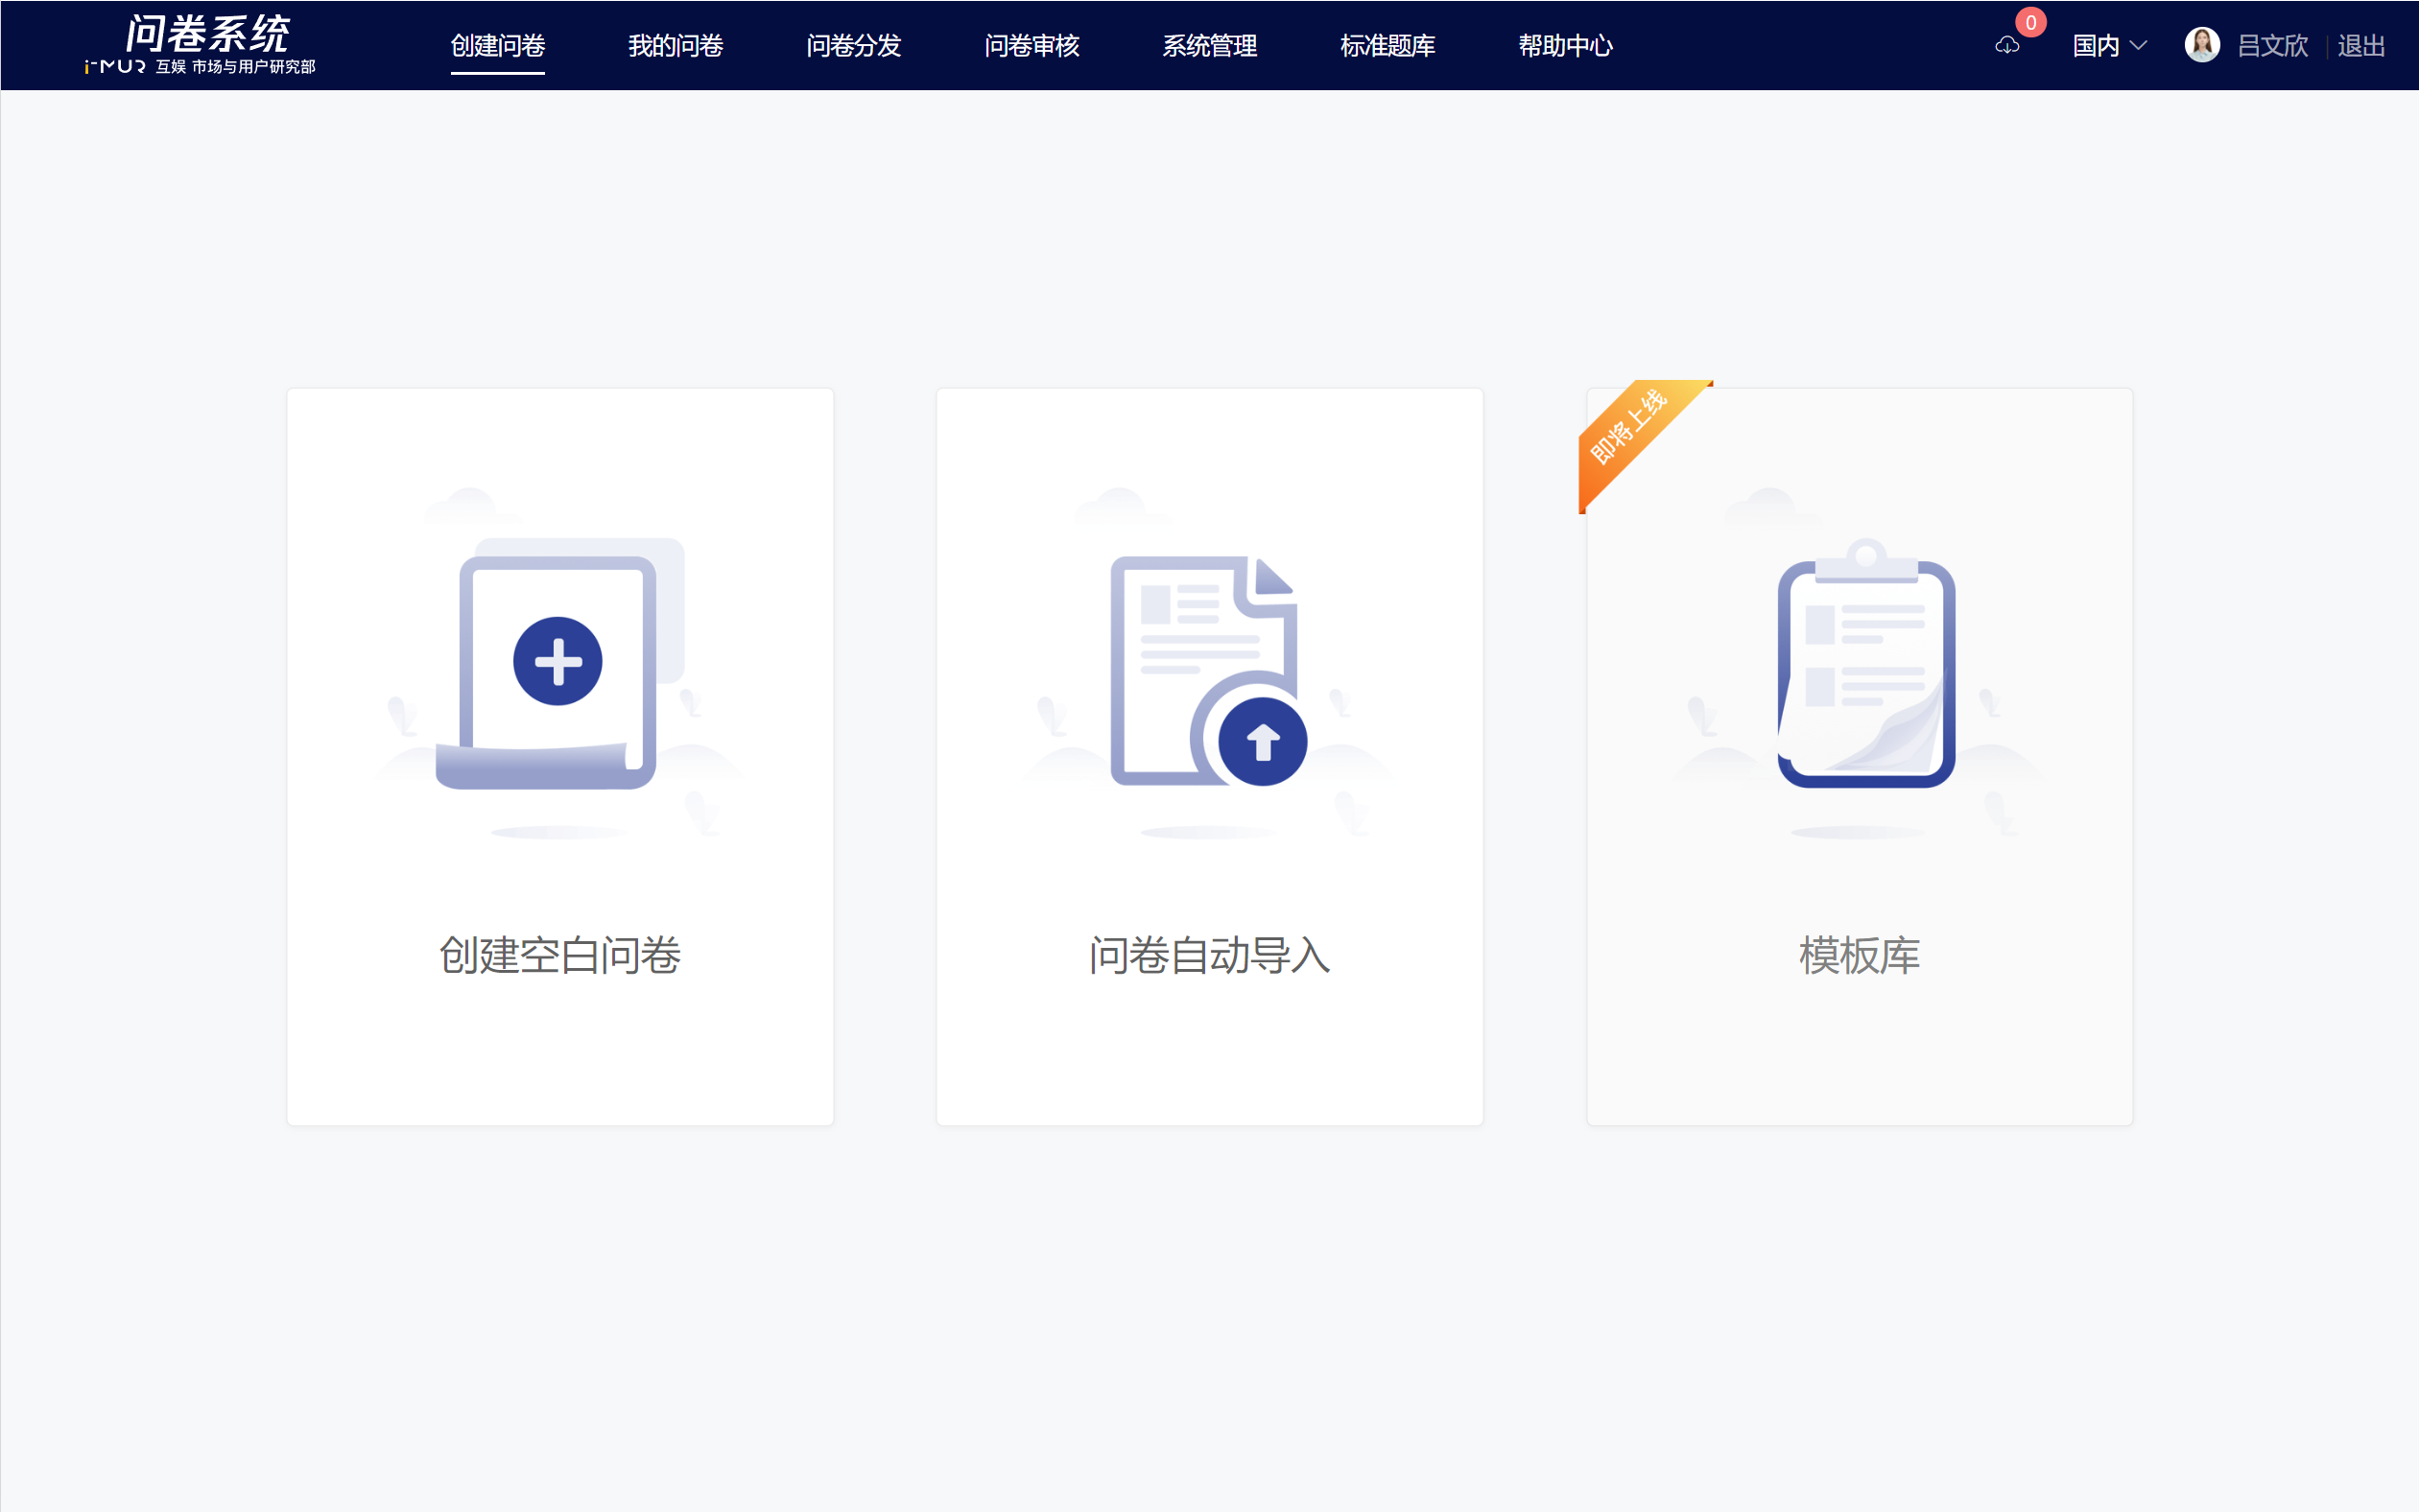 问卷系统
i-MUR 互娱 市场与用户研究部
创建问卷 我的问卷 问卷分发 问卷审核 系统管理 标准题库 帮助中心
0
国内 吕文欣 退出
即将上线
创建空白问卷 问卷自动导入 模板库